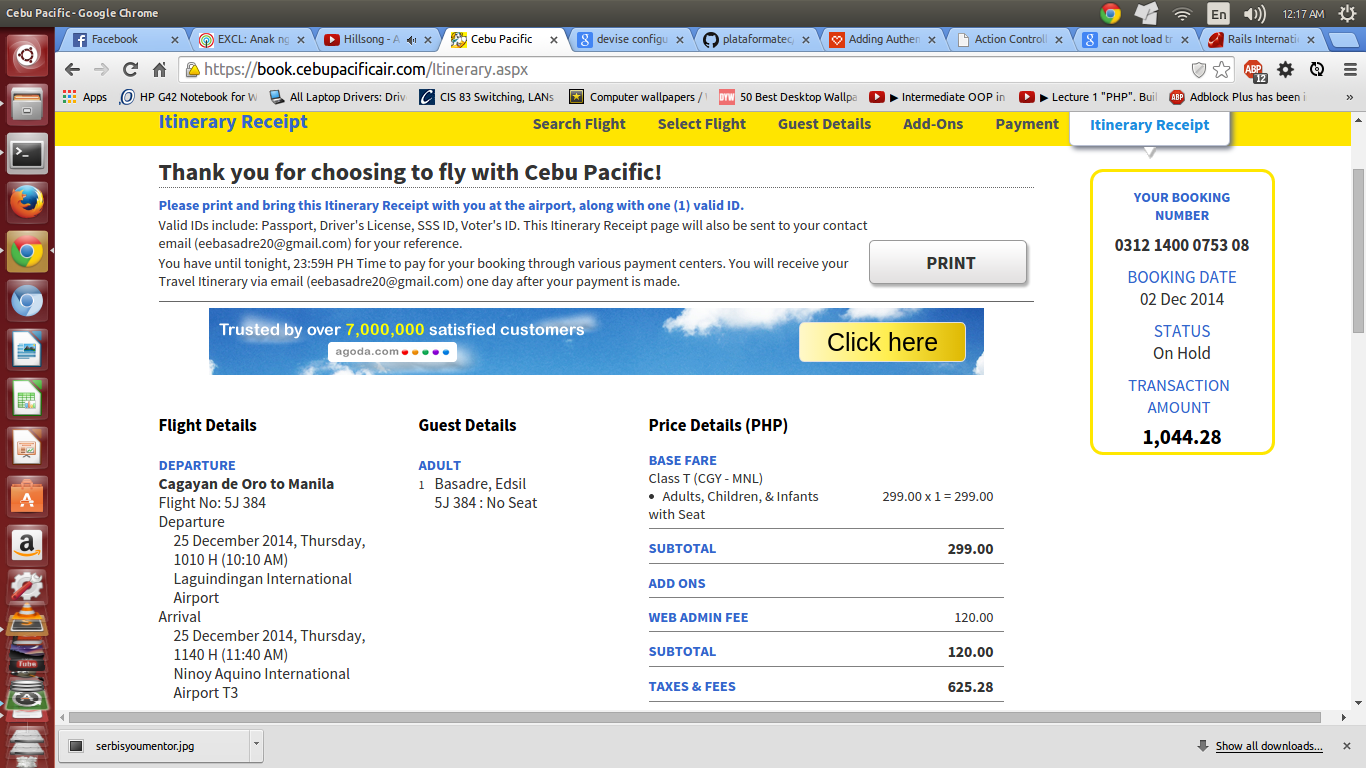 Cebu Pacific - Google Chrome
En
12:17 AM
Facebook
EXCL: Anak ng
Hillsong - A
Cebu Pacific
devise configu
plataformatec,
Adding Authen
Action Controll
can not load tr
Rails Internatio
https://book.cebupacificair.com/Itinerary.aspx
ABP
12
Apps
HP G42 Notebook for W
All Laptop Drivers: Driv
CIS 83 Switching, LANs
Computer wallpapers /
50 Best Desktop Wallpa
▶ Intermediate OOP in
▶ Lecture 1 "PHP". Buil
Adblock Plus has been i
»
Itinerary Receipt
Search Flight
Select Flight
Guest Details
Add-Ons
Payment
Itinerary Receipt
Thank you for choosing to fly with Cebu Pacific!
Please print and bring this Itinerary Receipt with you at the airport, along with one (1) valid ID.
Valid IDs include: Passport, Driver's License, SSS ID, Voter's ID. This Itinerary Receipt page will also be sent to your contact
email (eebasadre20@gmail.com) for your reference.
You have until tonight, 23:59H PH Time to pay for your booking through various payment centers. You will receive your
Travel Itinerary via email (eebasadre20@gmail.com) one day after your payment is made.
PRINT
YOUR BOOKING
NUMBER
0312 1400 0753 08
BOOKING DATE
02 Dec 2014
STATUS
On Hold
TRANSACTION
AMOUNT
1,044.28
Trusted by over 7,000,000 satisfied customers
agoda.com
Click here
Flight Details
DEPARTURE
Cagayan de Oro to Manila
Flight No: 5J 384
Departure
25 December 2014, Thursday,
1010 H (10:10 AM)
Laguindingan International
Airport
Arrival
25 December 2014, Thursday,
1140 H (11:40 AM)
Ninoy Aquino International
Airport T3
Guest Details
ADULT
1 Basadre, Edsil
5J 384 : No Seat
Price Details (PHP)
BASE FARE
Class T (CGY - MNL)
• Adults, Children, & Infants 299.00 x 1 = 299.00
with Seat
SUBTOTAL 299.00
ADD ONS
WEB ADMIN FEE 120.00
SUBTOTAL 120.00
TAXES & FEES 625.28
serbisyoumentor.jpg
Show all downloads...